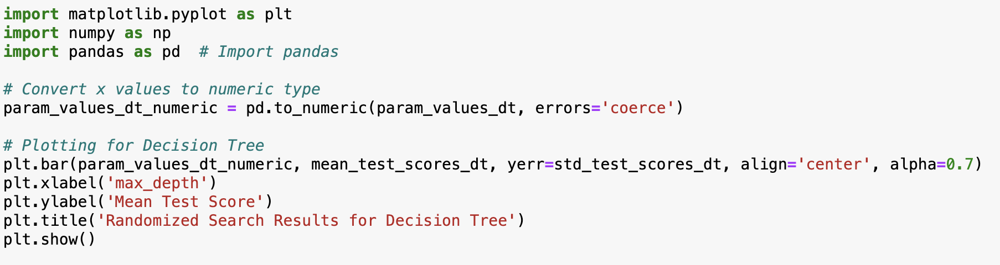 import matplotlib.pyplot as plt
import numpy as np
import pandas as pd  # Import pandas

# Convert x values to numeric type
param_values_dt_numeric = pd.to_numeric(param_values_dt, errors='coerce')

# Plotting for Decision Tree
plt.bar(param_values_dt_numeric, mean_test_scores_dt, yerr=std_test_scores_dt, align='center', alpha=0.7)
plt.xlabel('max_depth')
plt.ylabel('Mean Test Score')
plt.title('Randomized Search Results for Decision Tree')
plt.show()